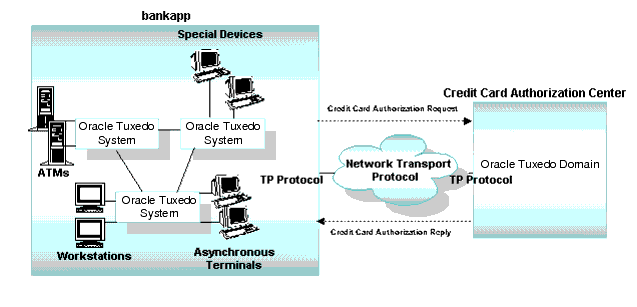 bankapp
Special Devices
Oracle Tuxedo
System
Oracle Tuxedo
System
ATMs
Oracle Tuxedo
System
Workstations
Asynchronous
Terminals
Credit Card Authorization Request
Network Transport
Protocol
TP Protocol
TP Protocol
Credit Card Authorization Reply
Credit Card Authorization Center
Oracle Tuxedo Domain